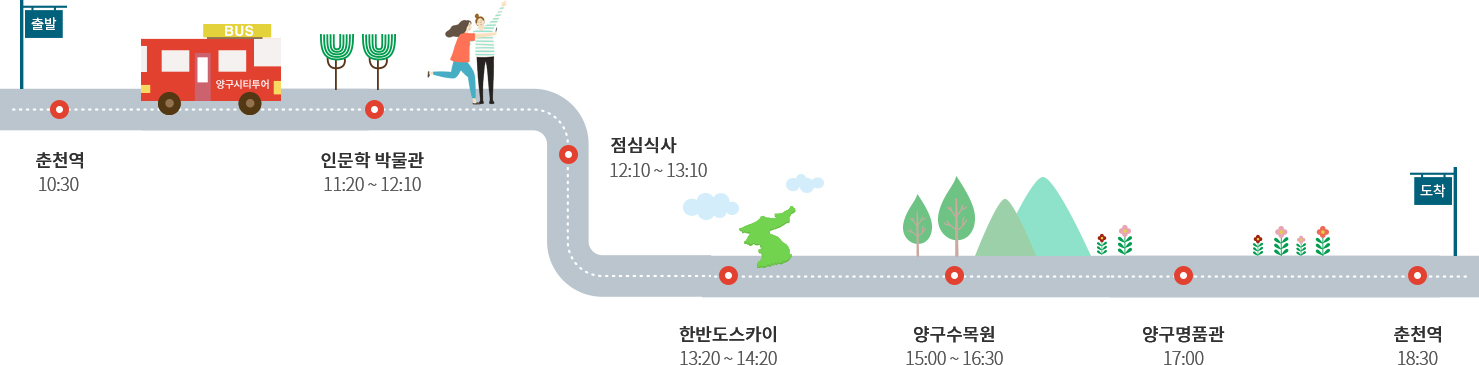 출발
BUS
양구시티투어
춘천역
10:30
인문학 박물관
11:20 ~ 12:10
점심식사
12:10 ~ 13:10
한반도스카이
13:20 ~ 14:20
양구수목원
15:00 ~ 16:30
양구명품관
17:00
도착
춘천역
18:30